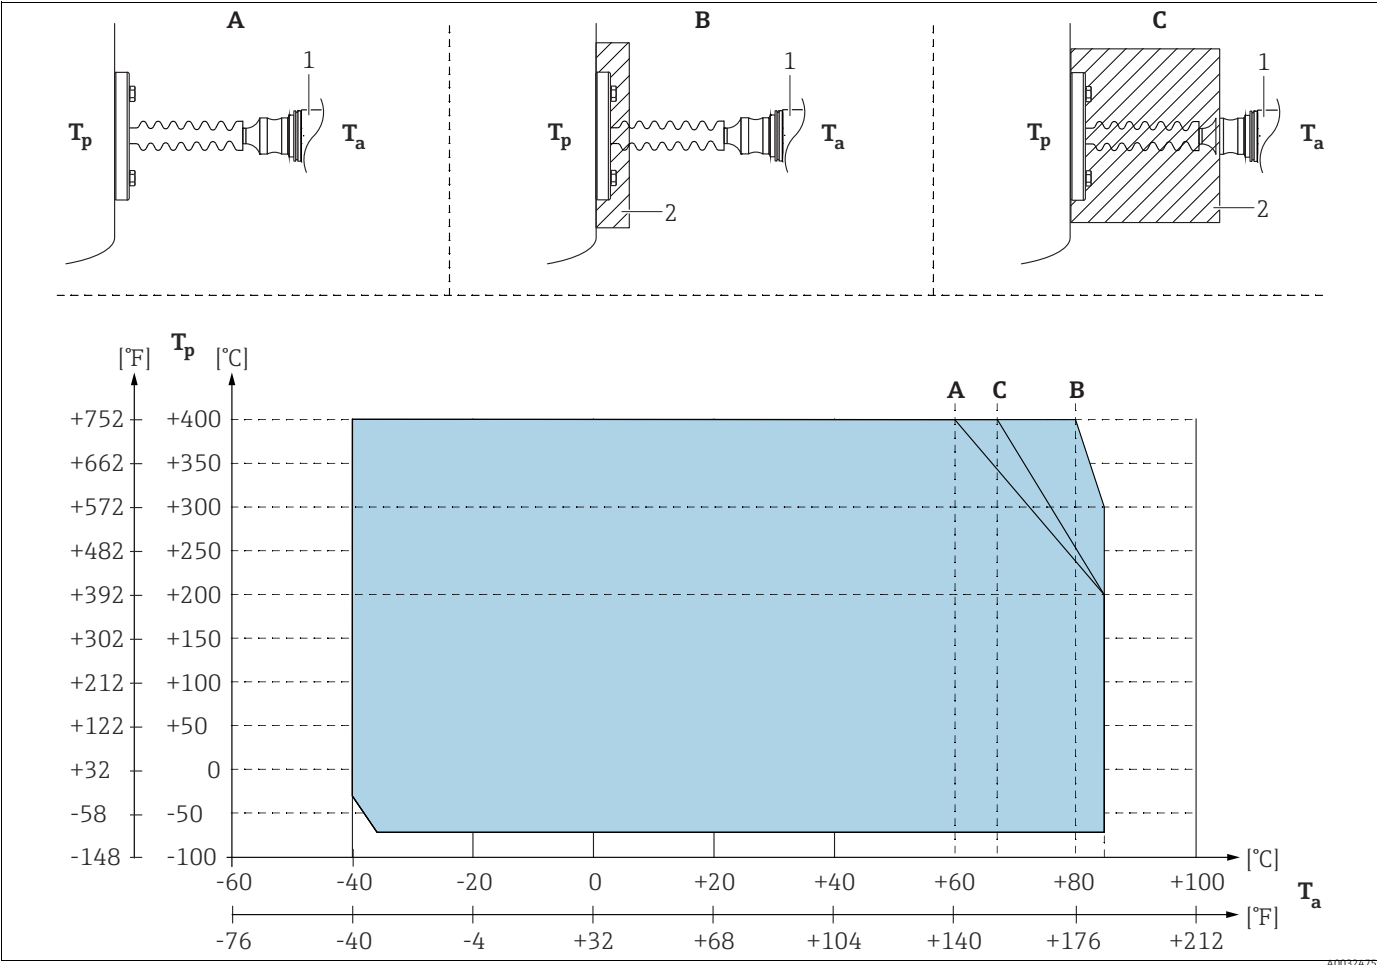 A B C
1 1 1
Tp Ta Tp Ta Tp Ta
2 2
[°F] Tp [°C]
A C B
+752 +400
+662 +350
+572 +300
+482 +250
+392 +200
+302 +150
+212 +100
+122 +50
+32 0
-58 -50
-148 -100
[°C]
-60 -40 -20 0 +20 +40 +60 +80 +100
Ta
[°F]
-76 -40 -4 +32 +68 +104 +140 +176 +212
A0032475